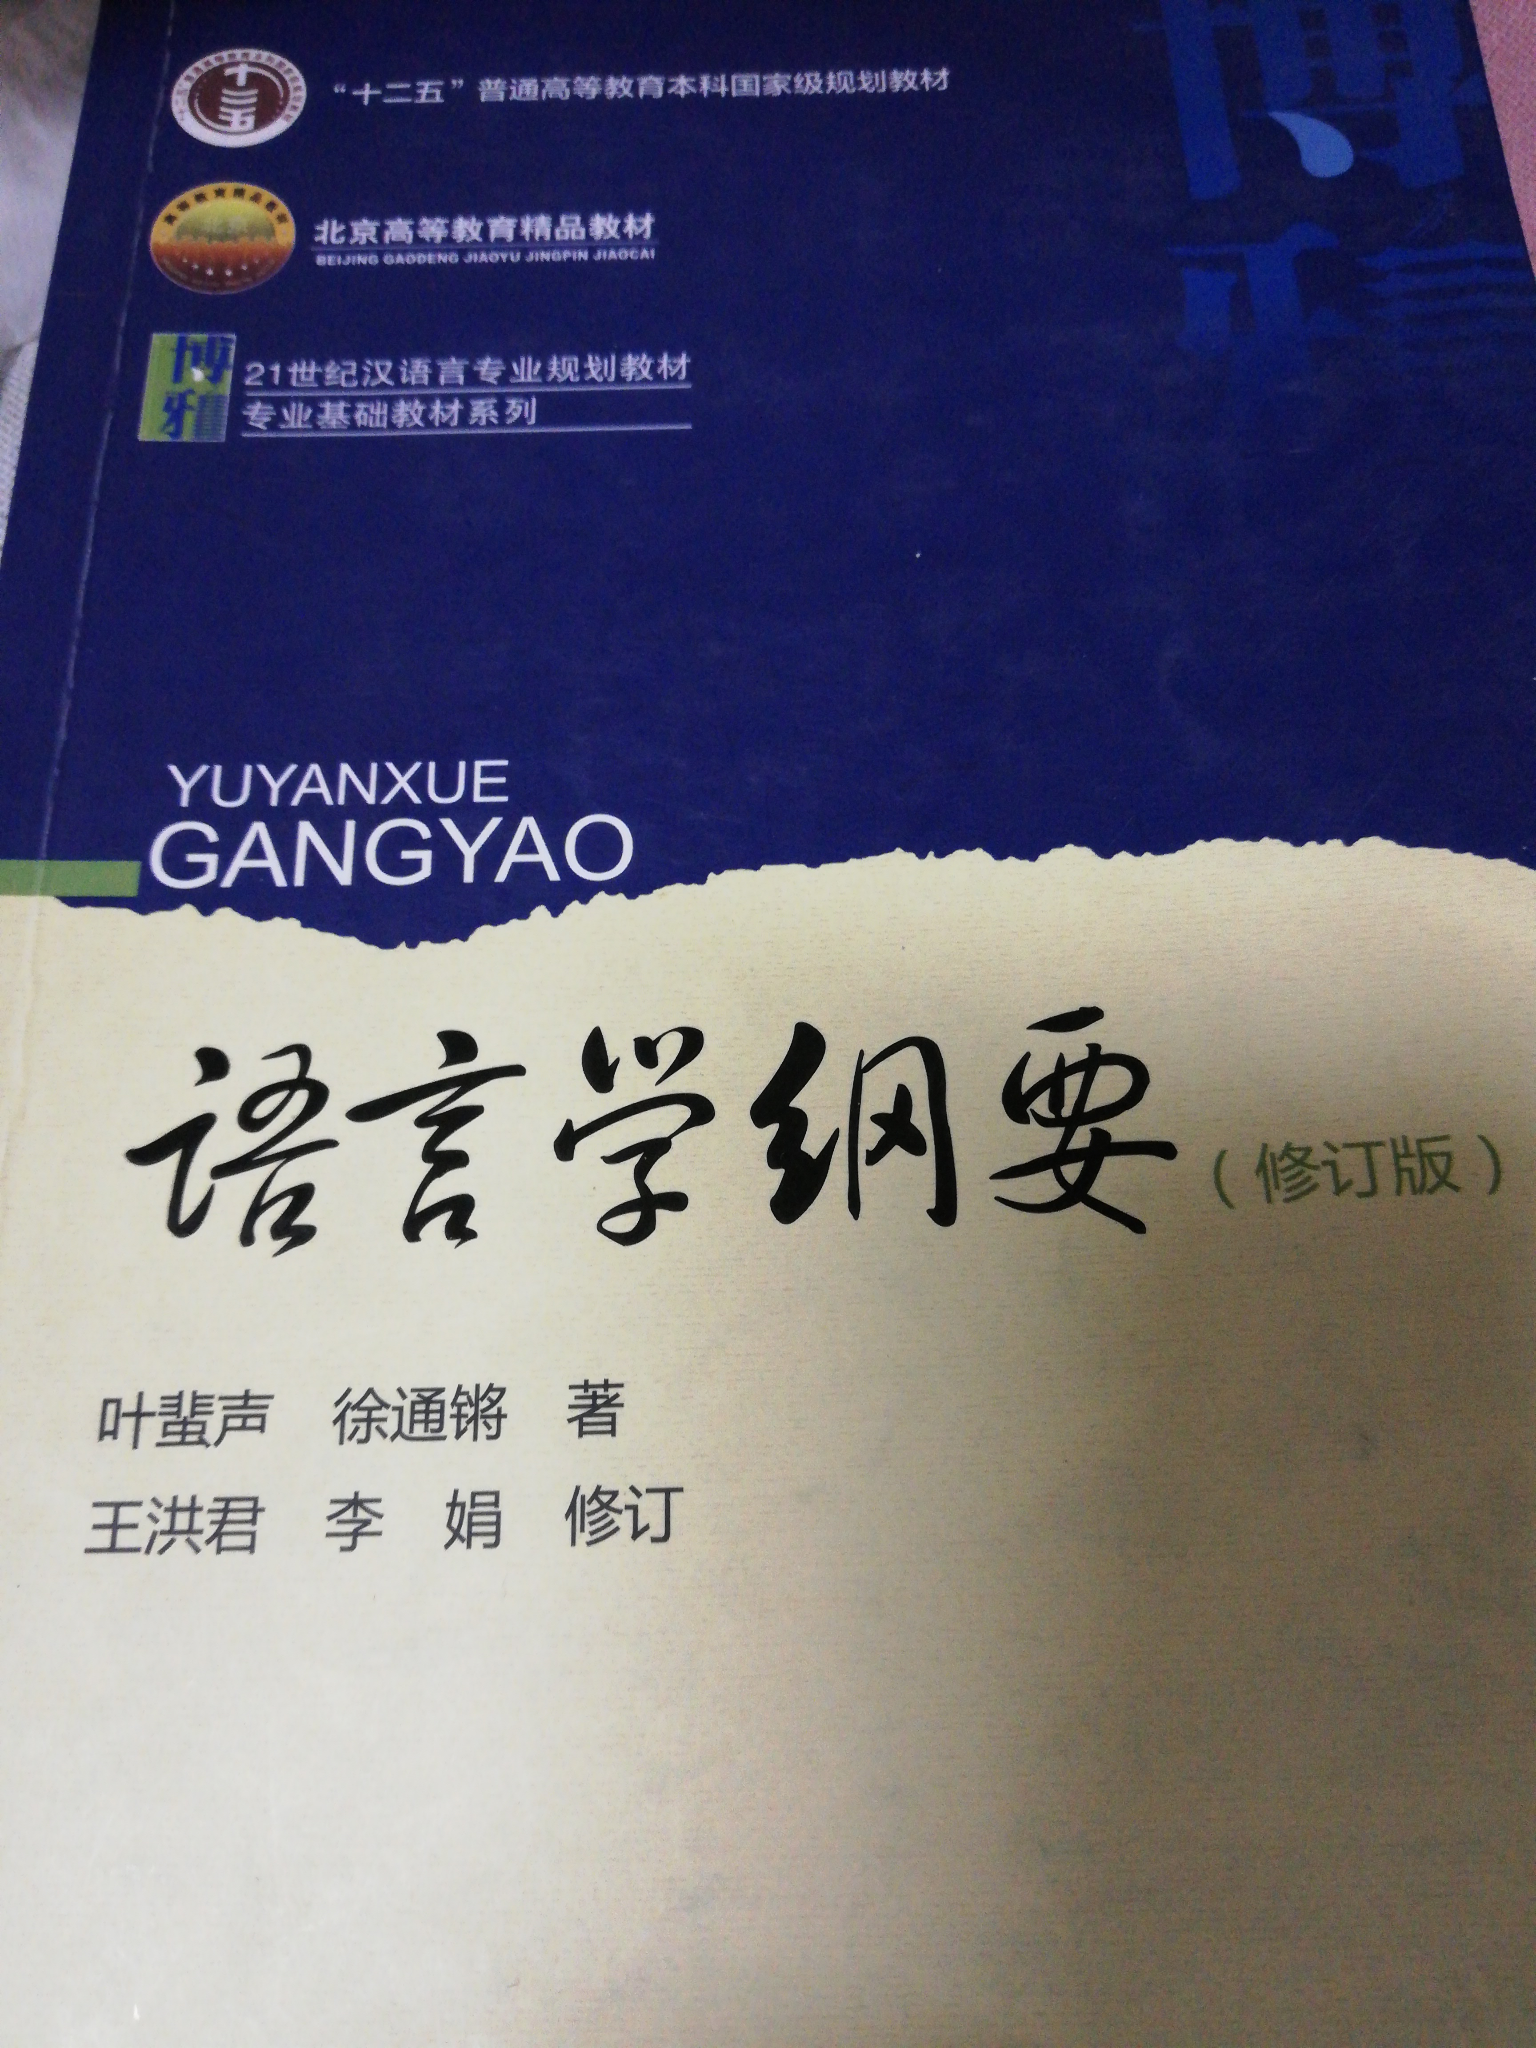 “十二五”普通高等教育本科国家级规划教材
北京高等教育精品教材
BEIJING GAODENG JIAOYU JINGPIN JIAOCAI
博雅
21世纪汉语言专业规划教材
专业基础教材系列
YUYANXUE
GANGYAO
语言学纲要(修订版)
叶蜚声 徐通锵 著
王洪君 李 娟 修订